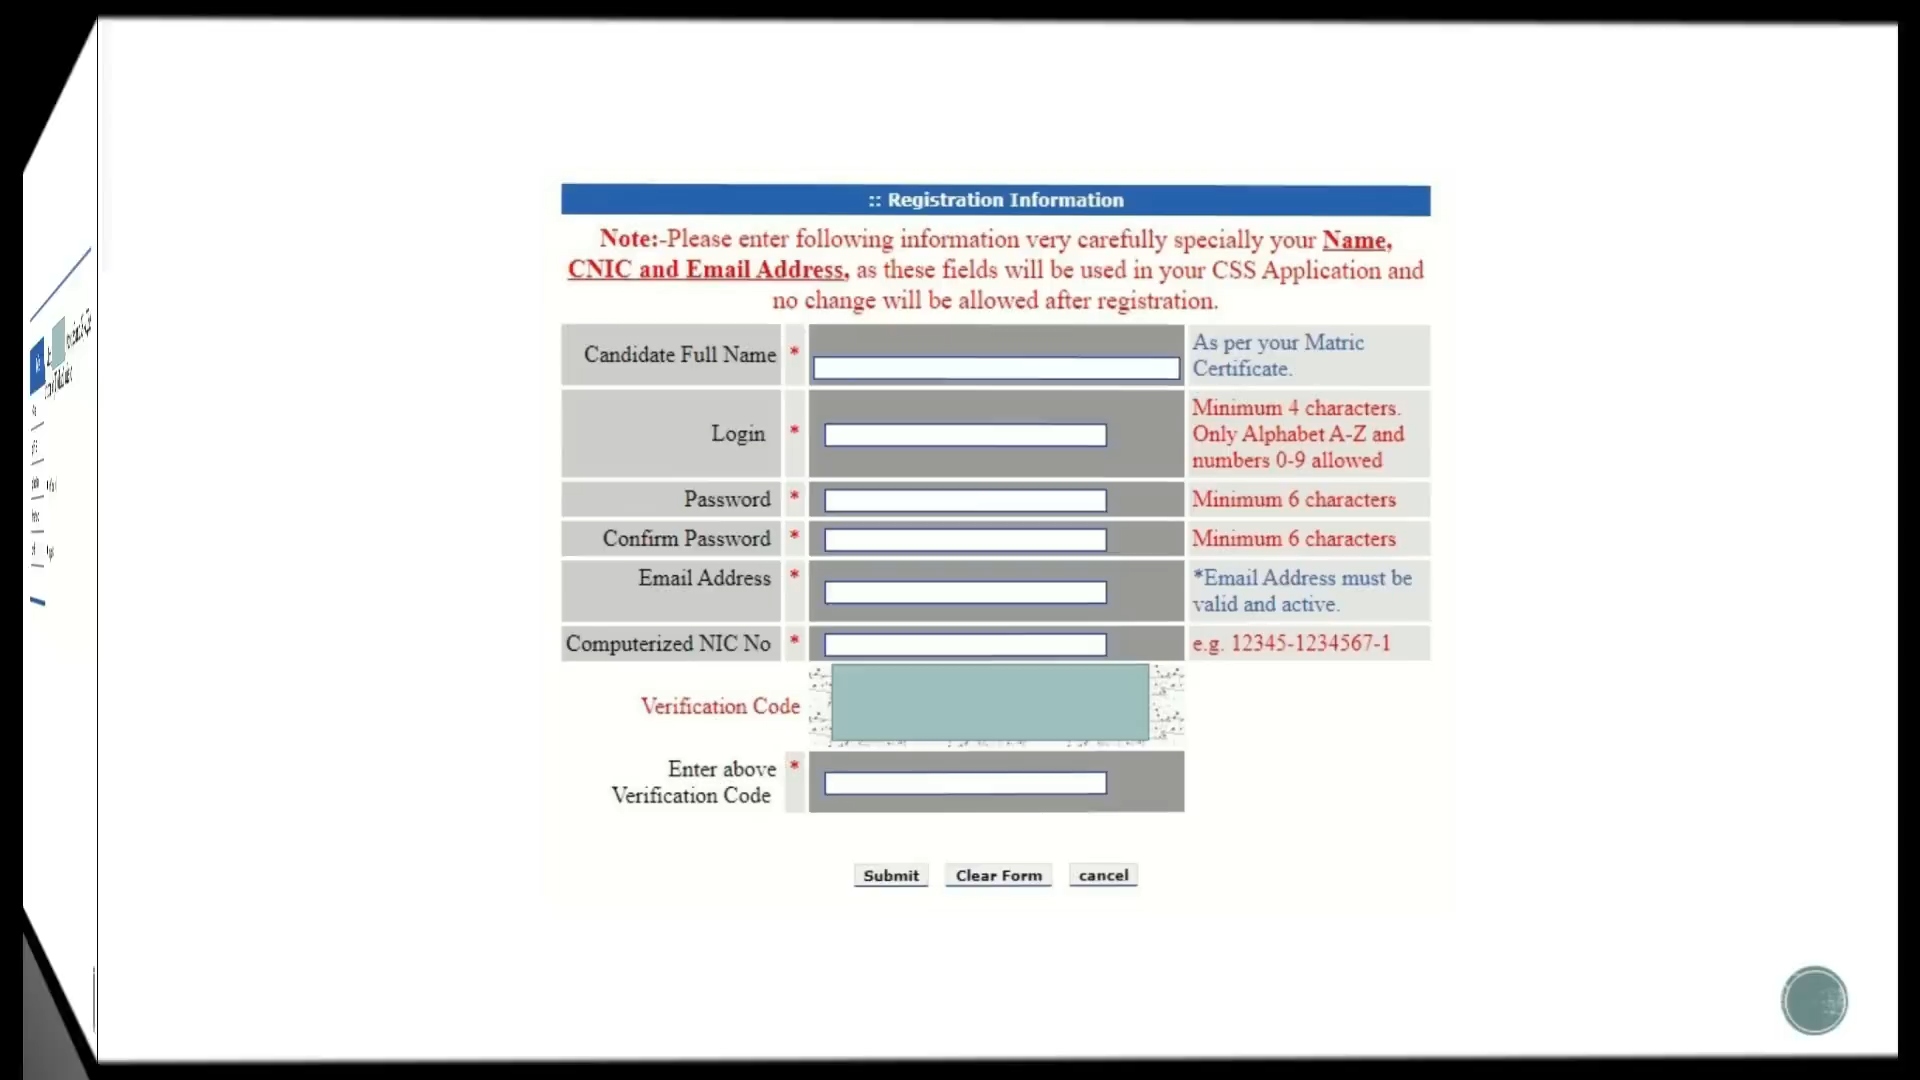 :: Registration Information
Note:-Please enter following information very carefully specially your Name,
CNIC and Email Address, as these fields will be used in your CSS Application and
no change will be allowed after registration.
Candidate Full Name *
As per your Matric
Certificate.
Login *
Minimum 4 characters.
Only Alphabet A-Z and
numbers 0-9 allowed
Password * Minimum 6 characters
Confirm Password * Minimum 6 characters
Email Address *
*Email Address must be
valid and active.
Computerized NIC No * e.g. 12345-1234567-1
Verification Code
Enter above *
Verification Code
Submit Clear Form cancel